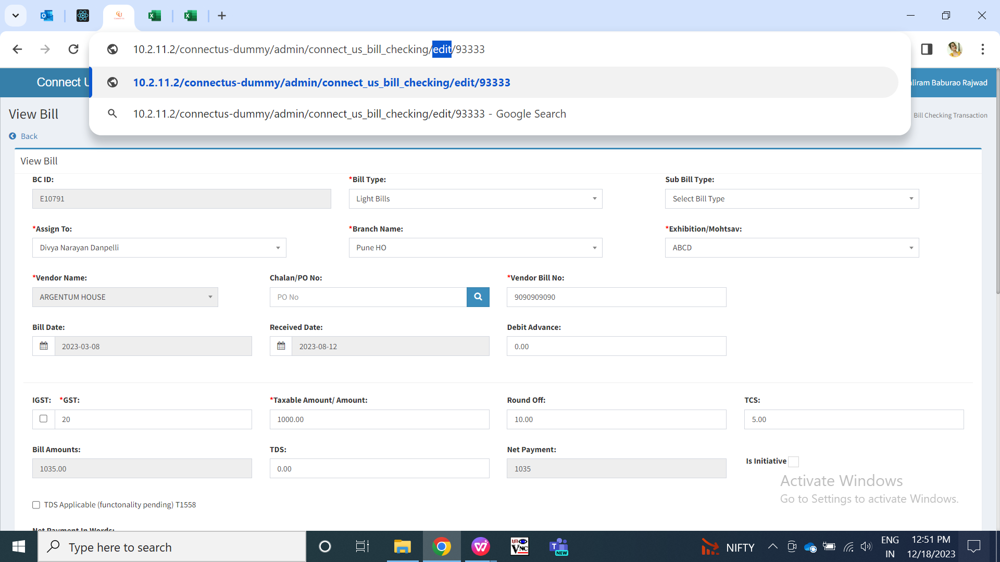 10.2.11.2/connectus-dummy/admin/connect_us_bill_checking/edit/93333
10.2.11.2/connectus-dummy/admin/connect_us_bill_checking/edit/93333
10.2.11.2/connectus-dummy/admin/connect_us_bill_checking/edit/93333 - Google Search
Connect U
liram Baburao Rajwad
View Bill
Bill Checking Transaction
Back
View Bill
BC ID: *Bill Type: Sub Bill Type:
E10791 Light Bills Select Bill Type
*Assign To: *Branch Name: *Exhibition/Mohtsav:
Divya Narayan Danpelli Pune HO ABCD
*Vendor Name: Chalan/PO No: *Vendor Bill No:
ARGENTUM HOUSE PO No 9090909090
Bill Date: Received Date: Debit Advance:
2023-03-08 2023-08-12 0.00
IGST: *GST: *Taxable Amount/ Amount: Round Off: TCS:
20 1000.00 10.00 5.00
Bill Amounts: TDS: Net Payment:
Is Initiative
1035.00 0.00 1035
Activate Windows
Go to Settings to activate Windows.
TDS Applicable (functonality pending) T1558
Net Payment In Words:
Type here to search
NIFTY
ENG
IN
12:51 PM
12/18/2023